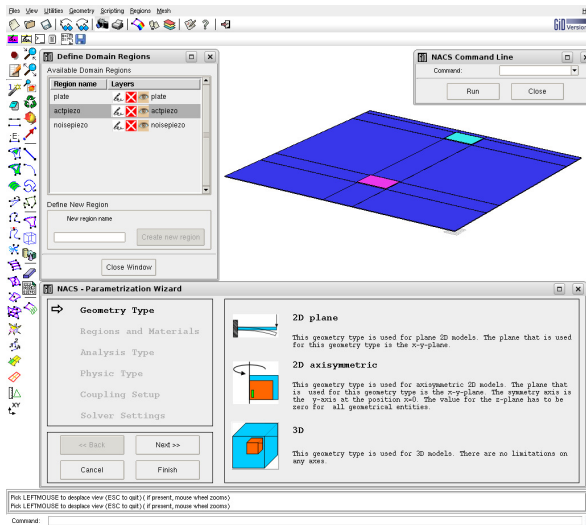 Files View Utilities Geometry Scripting Regions Mesh
GiD Version
Define Domain Regions
Available Domain Regions
Region name Layers
plate plate
actpiezo actpiezo
noisepiezo noisepiezo
Define New Region
New region name
Create new region
Close Window
NACS Command Line
Command:
Run Close
NACS - Parametrization Wizard
Geometry Type
Regions and Materials
Analysis Type
Physic Type
Coupling Setup
Solver Settings
<< Back Next >>
Cancel Finish
2D plane
This geometry type is used for plane 2D models. The plane that is used
for this geometry type is the x-y-plane.
2D axisymmetric
This geometry type is used for axisymmetric 2D models. The plane that
is used for this geometry type is the x-y-plane. The symmetry axis is
the y-axis at the position x=0. The value for the z-plane has to be
zero for all geometrical entities.
3D
This geometry type is used for 3D models. There are no limitations on
any axes.
Pick LEFTMOUSE to desplace view (ESC to quit) ( if present, mouse wheel zooms)
Pick LEFTMOUSE to desplace view (ESC to quit) ( if present, mouse wheel zooms)
Command: